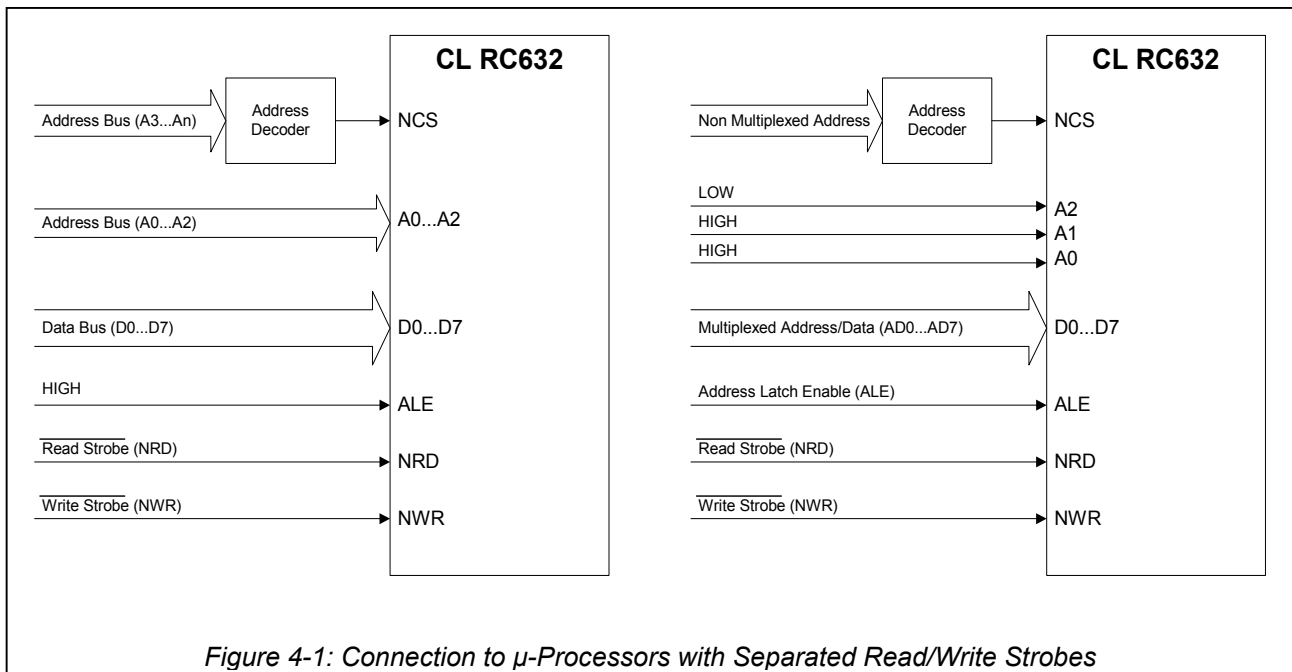 CL RC632
Address Bus (A3...An)
Address
Decoder
NCS
Address Bus (A0...A2)
A0...A2
Data Bus (D0...D7)
D0...D7
HIGH
ALE
Read Strobe (NRD)
NRD
Write Strobe (NWR)
NWR
CL RC632
Non Multiplexed Address
Address
Decoder
NCS
LOW
A2
HIGH
A1
HIGH
A0
Multiplexed Address/Data (AD0...AD7)
D0...D7
Address Latch Enable (ALE)
ALE
Read Strobe (NRD)
NRD
Write Strobe (NWR)
NWR
Figure 4-1: Connection to µ-Processors with Separated Read/Write Strobes